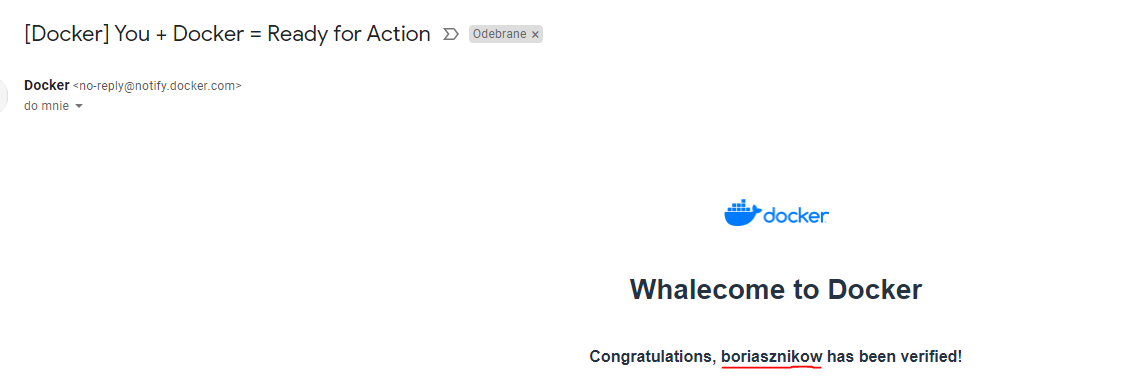 [Docker] You + Docker = Ready for Action Odebrane ×
Docker <no-reply@notify.docker.com>
do mnie
docker
Whalecome to Docker
Congratulations, boriasznikow has been verified!